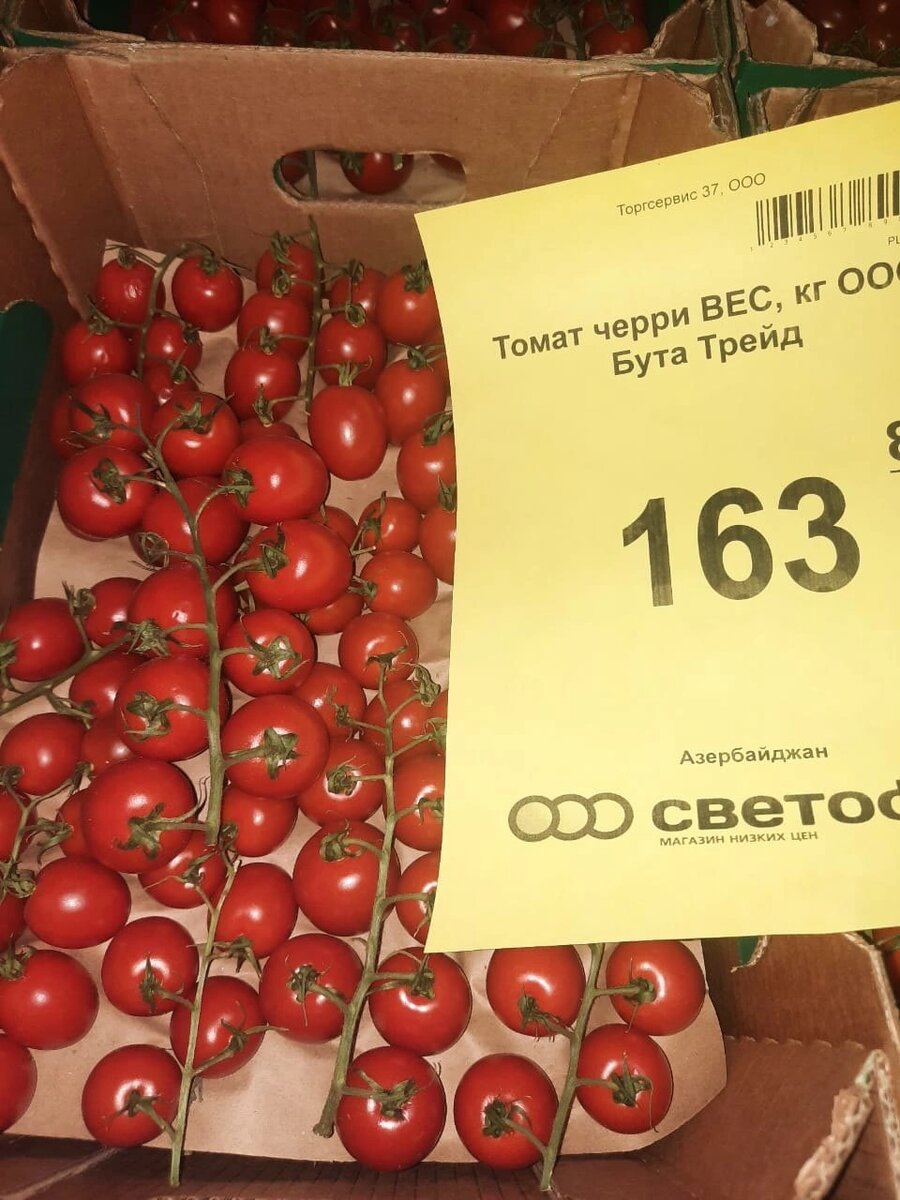 Торгсервис 37, ООО
Томат черри ВЕС, кг ООО
Бута Трейд
163
Азербайджан
светоф
МАГАЗИН НИЗКИХ ЦЕН